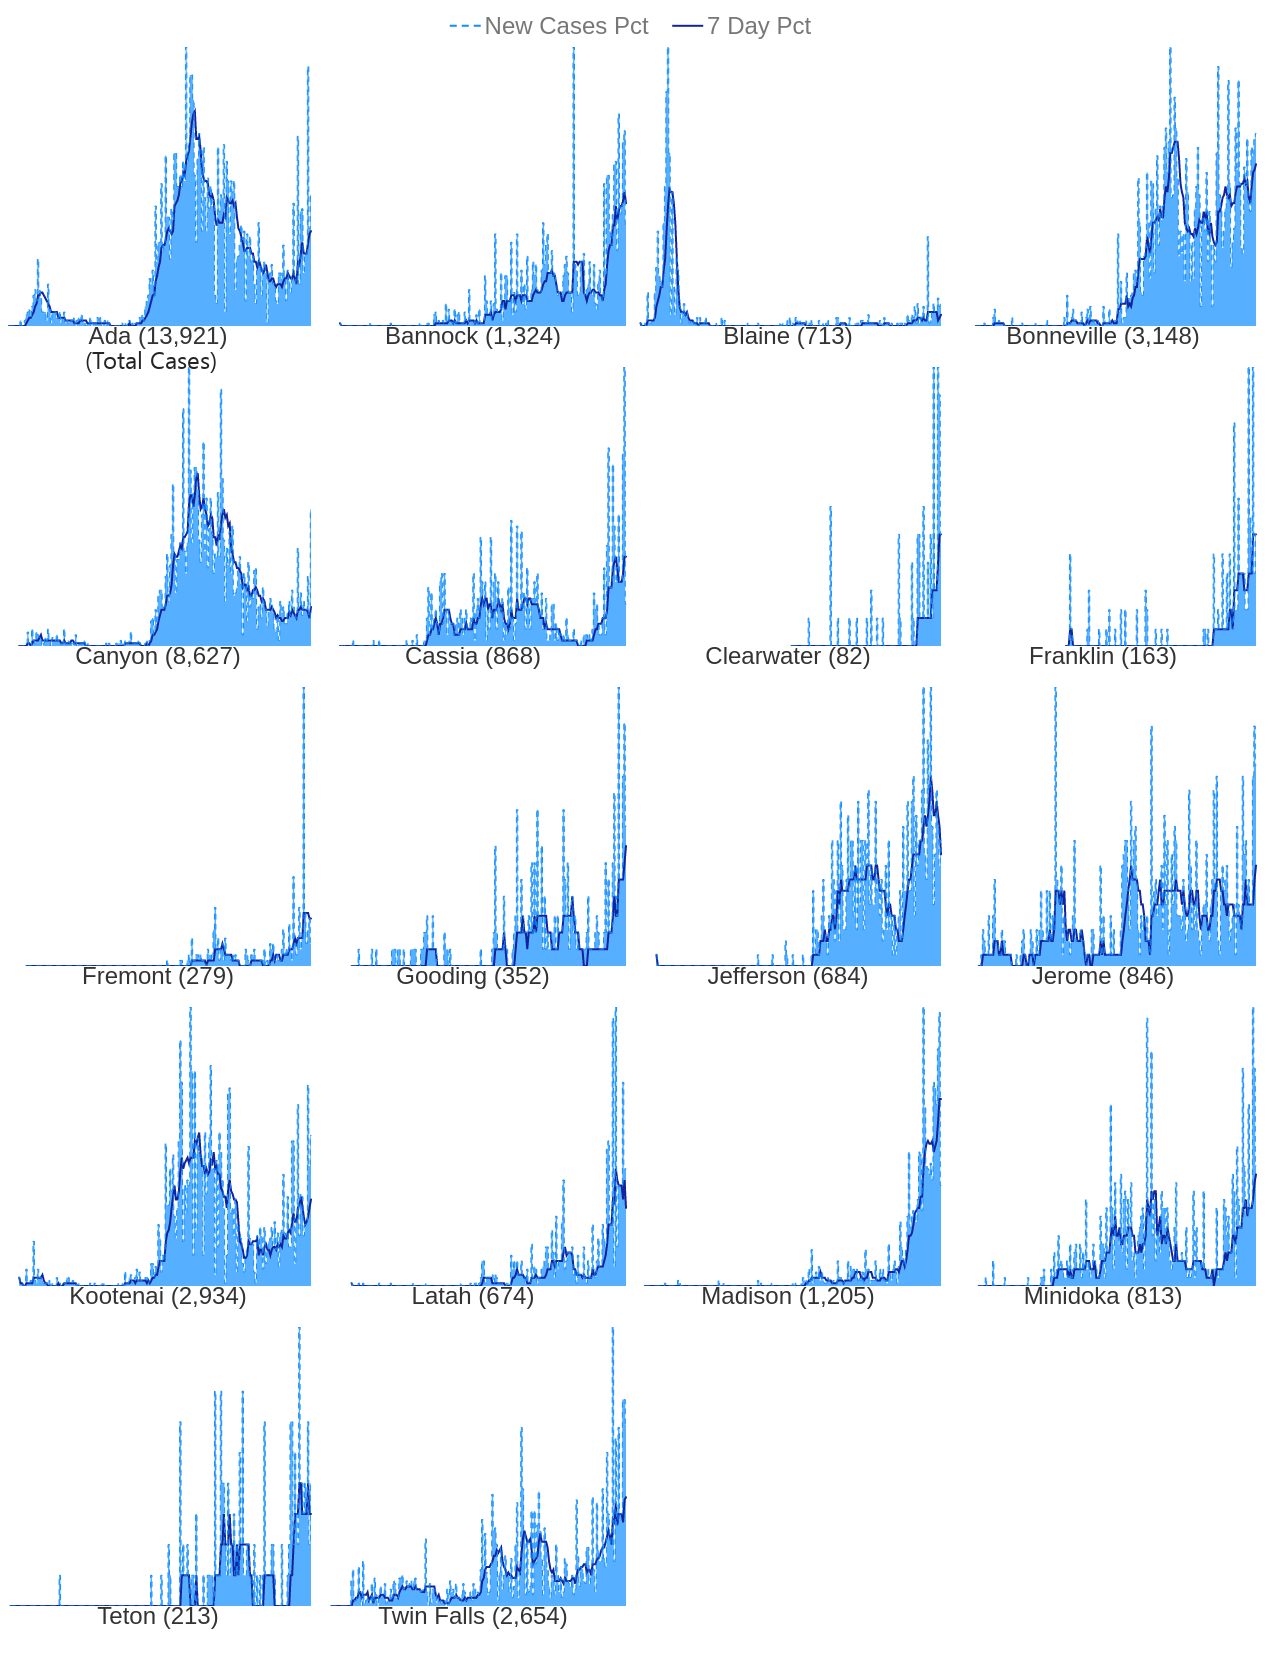 New Cases Pct 7 Day Pct
Ada (13,921) Bannock (1,324) Blaine (713) Bonneville (3,148)
(Total Cases)
Canyon (8,627) Cassia (868) Clearwater (82) Franklin (163)
Fremont (279) Gooding (352) Jefferson (684) Jerome (846)
Kootenai (2,934) Latah (674) Madison (1,205) Minidoka (813)
Teton (213) Twin Falls (2,654)